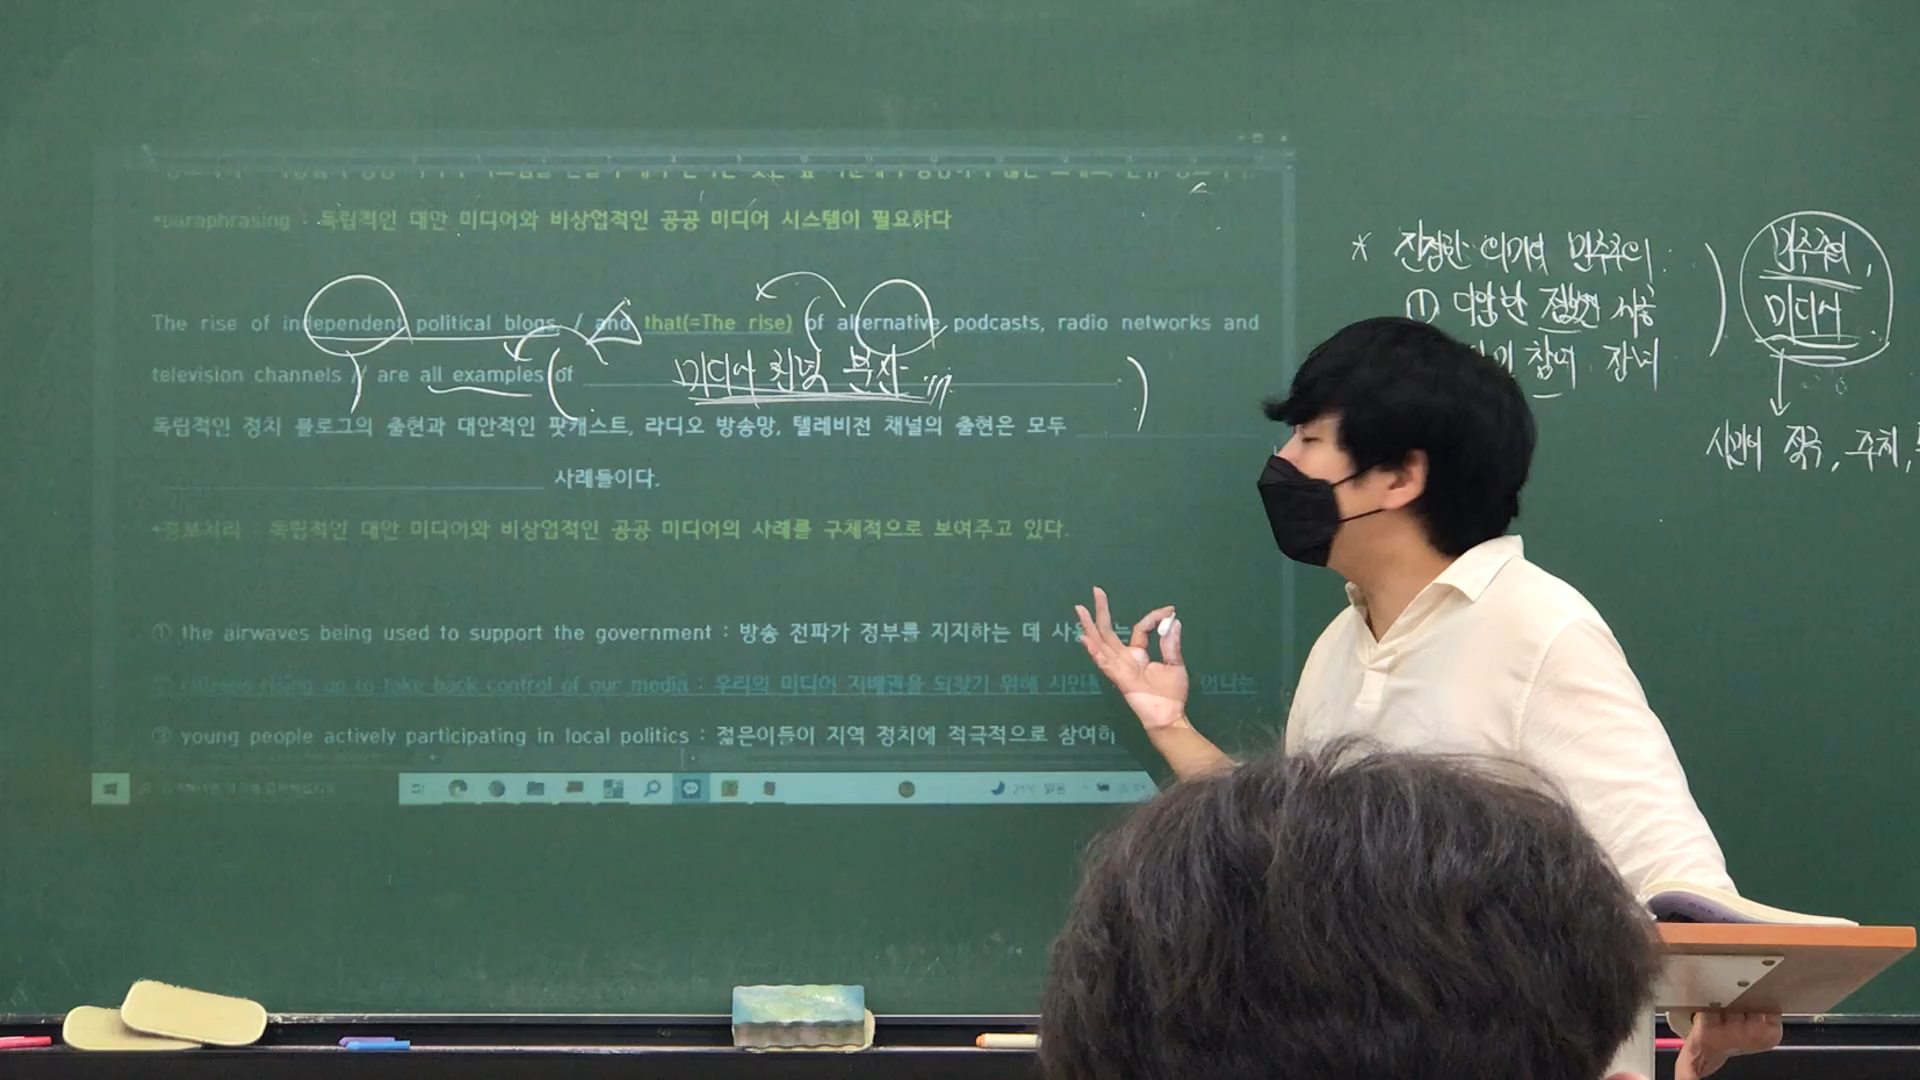 *paraphrasing : 독립적인 대안 미디어와 비상업적인 공공 미디어 시스템이 필요하다
The rise of independent political blogs / and that(=The rise) of alternative podcasts, radio networks and
television channels / are all examples of
미디어 권력 분산
독립적인 정치 블로그의 출현과 대안적인 팟캐스트, 라디오 방송망, 텔레비전 채널의 출현은 모두
사례들이다.
*정보처리 : 독립적인 대안 미디어와 비상업적인 공공 미디어의 사례를 구체적으로 보여주고 있다.
① the airwaves being used to support the government : 방송 전파가 정부를 지지하는 데
② citizens rising up to take back control of our media : 우리의 미디어 지배권을 되찾기 위해
③ young people actively participating in local politics : 젊은이들이 지역 정치에 적극적으로
* 진정한 의미의 민주주의 :
① 다양한
참여 장려
민주주의,
미디어
시민의 적극, 주체,